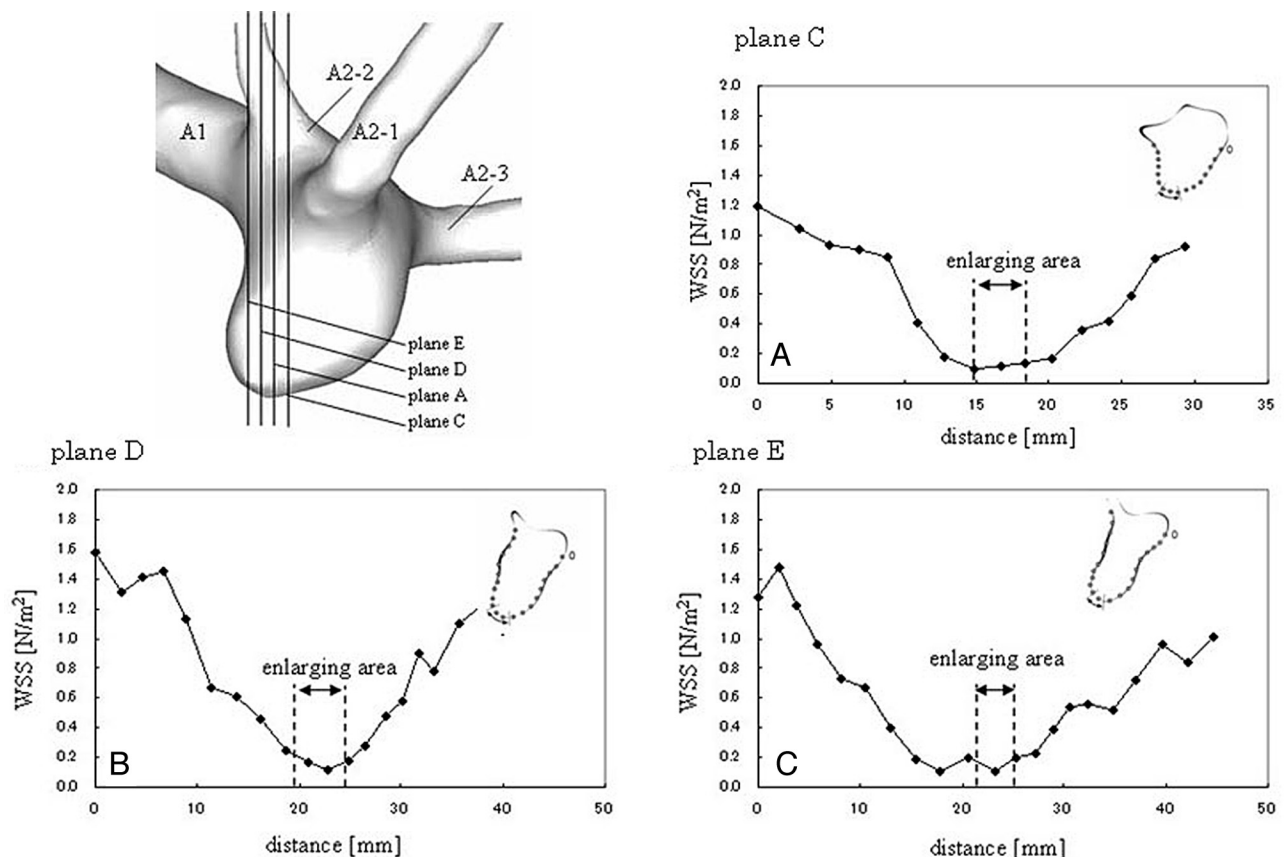 A1
A2-2
A2-1
A2-3
plane E
plane D
plane A
plane C
plane C
WSS [N/m²]
2.0
1.8
1.6
1.4
1.2
1.0
0.8
0.6
0.4
0.2
0.0
enlarging area
0
A
0 5 10 15 20 25 30 35
distance [mm]
plane D
WSS [N/m²]
2.0
1.8
1.6
1.4
1.2
1.0
0.8
0.6
0.4
0.2
0.0
enlarging area
0
B
0 10 20 30 40 50
distance [mm]
plane E
WSS [N/m²]
2.0
1.8
1.6
1.4
1.2
1.0
0.8
0.6
0.4
0.2
0.0
enlarging area
0
C
0 10 20 30 40 50
distance [mm]